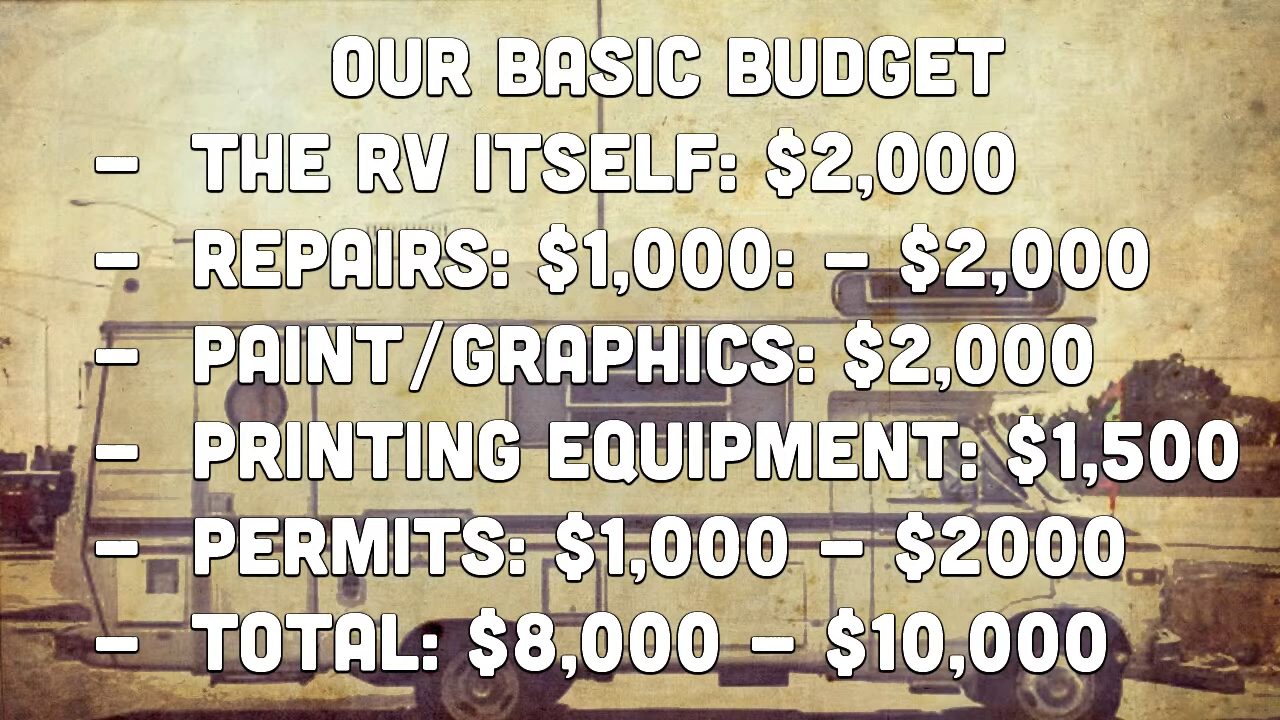 OUR BASIC BUDGET
- THE RV ITSELF: $2,000
- REPAIRS: $1,000: - $2,000
- PAINT/GRAPHICS: $2,000
- PRINTING EQUIPMENT: $1,500
- PERMITS: $1,000 - $2000
- TOTAL: $8,000 - $10,000